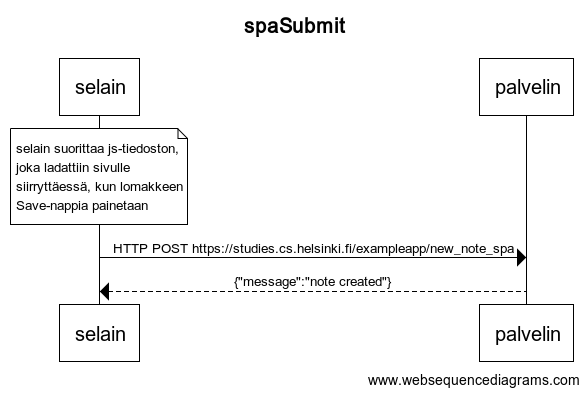 spaSubmit
selain
palvelin
selain suorittaa js-tiedoston,
joka ladattiin sivulle
siirryttäessä, kun lomakkeen
Save-nappia painetaan
HTTP POST https://studies.cs.helsinki.fi/exampleapp/new_note_spa
{"message":"note created"}
selain
palvelin
www.websequencediagrams.com